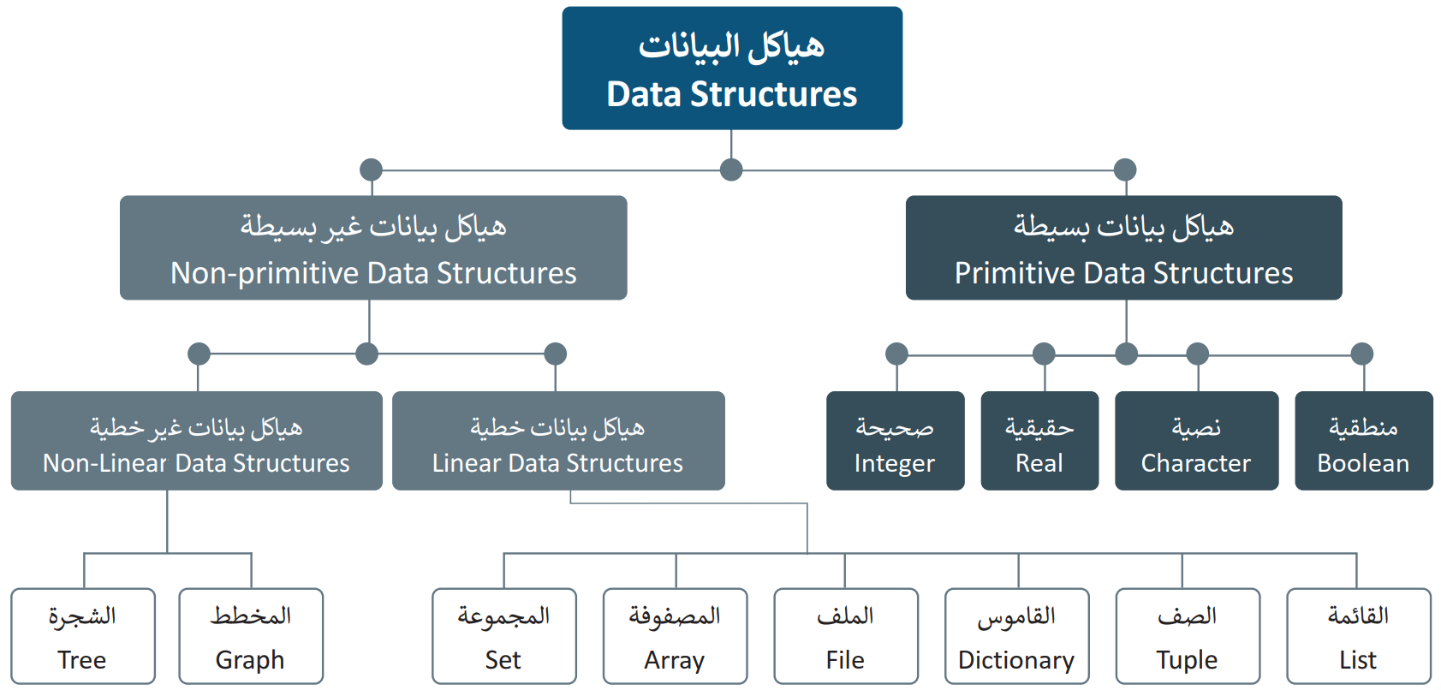 هياكل البيانات
Data Structures
هياكل بيانات بسيطة
Primitive Data Structures
هياكل بيانات غير بسيطة
Non-primitive Data Structures
منطقية
Boolean
نصية
Character
حقيقية
Real
صحيحة
Integer
هياكل بيانات خطية
Linear Data Structures
هياكل بيانات غير خطية
Non-Linear Data Structures
القائمة
List
الصف
Tuple
القاموس
Dictionary
الملف
File
المصفوفة
Array
المجموعة
Set
المخطط
Graph
الشجرة
Tree